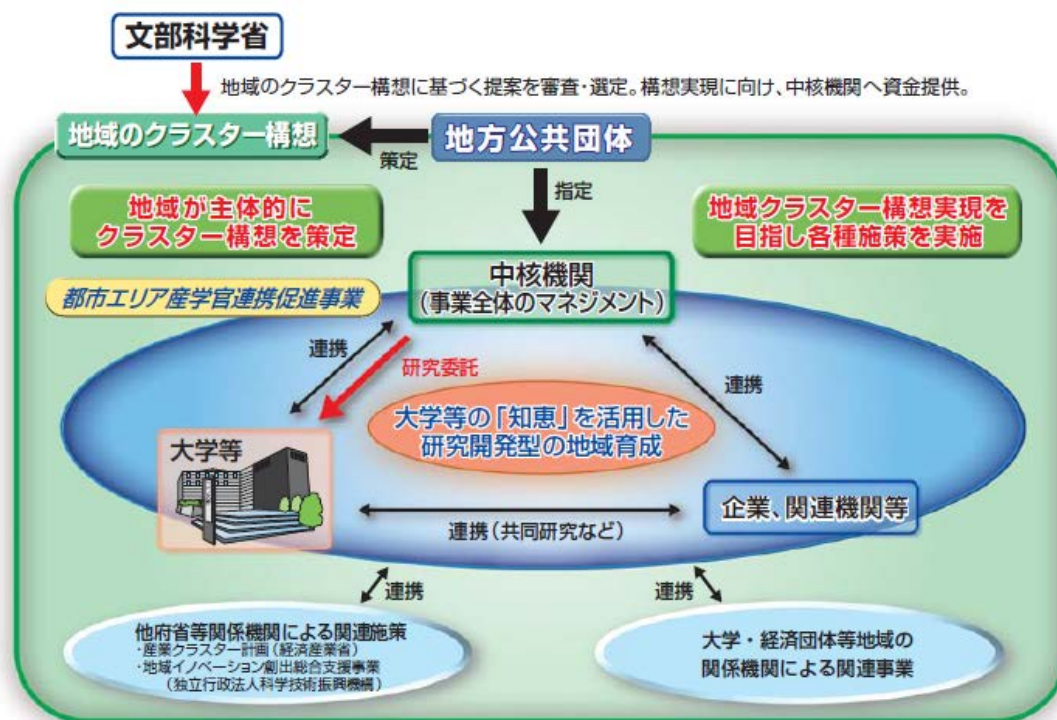 文部科学省
地域のクラスター構想に基づく提案を審査・選定。構想実現に向け、中核機関へ資金提供。
地域のクラスター構想
策定
地方公共団体
指定
地域が主体的に
クラスター構想を策定
地域クラスター構想実現を
目指し各種施策を実施
中核機関
(事業全体のマネジメント)
都市エリア産学官連携促進事業
連携
研究委託
連携
大学等の「知恵」を活用した
研究開発型の地域育成
大学等
企業、関連機関等
連携(共同研究など)
連携
連携
他府省等関係機関による関連施策
・産業クラスター計画(経済産業省)
・地域イノベーション創出総合支援事業
(独立行政法人科学技術振興機構)
大学・経済団体等地域の
関係機関による関連事業